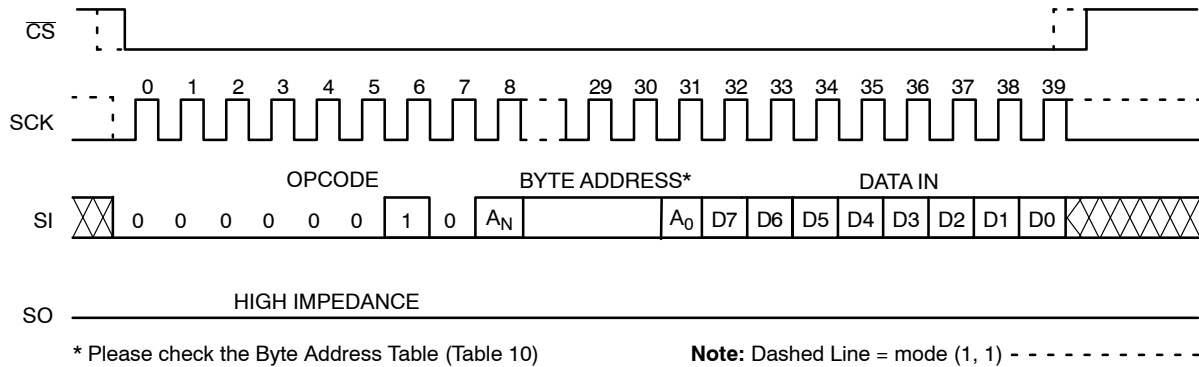 CS
0 1 2 3 4 5 6 7 8 29 30 31 32 33 34 35 36 37 38 39
SCK
OPCODE BYTE ADDRESS* DATA IN
SI 0 0 0 0 0 0 1 0 AN A0 D7 D6 D5 D4 D3 D2 D1 D0
HIGH IMPEDANCE
SO
* Please check the Byte Address Table (Table 10) Note: Dashed Line = mode (1, 1)